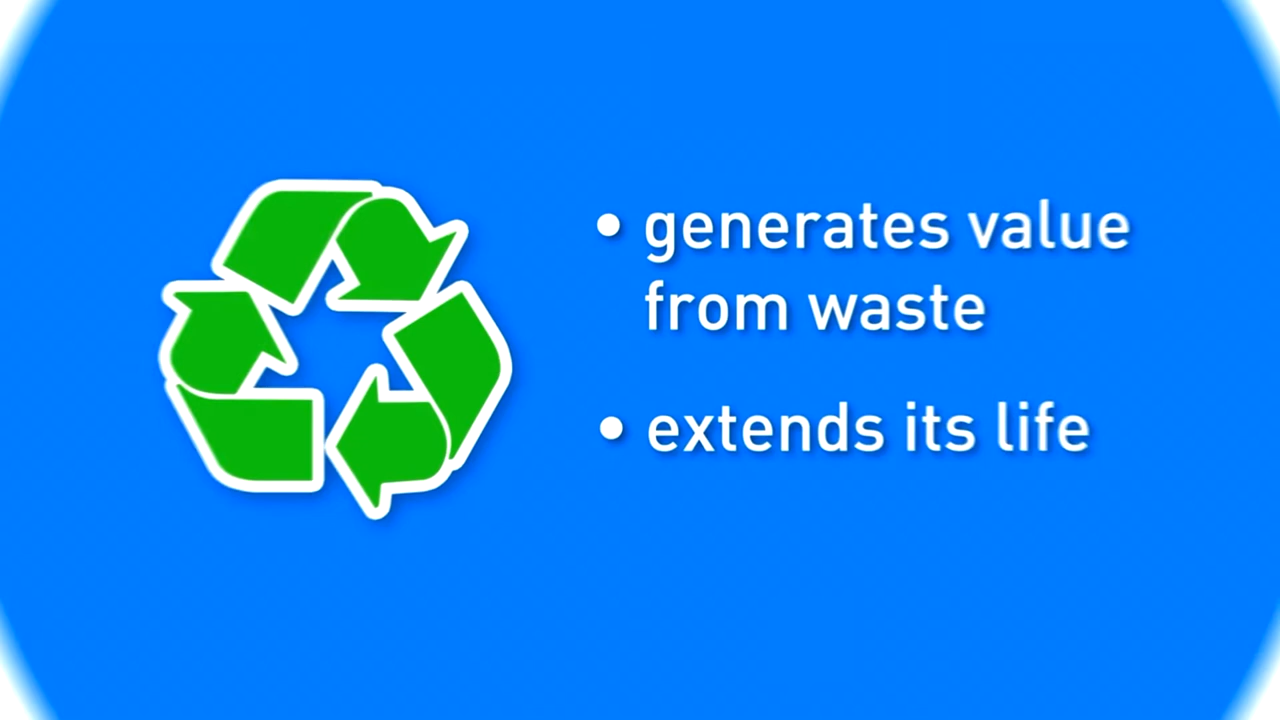 • generates value
from waste
• extends its life